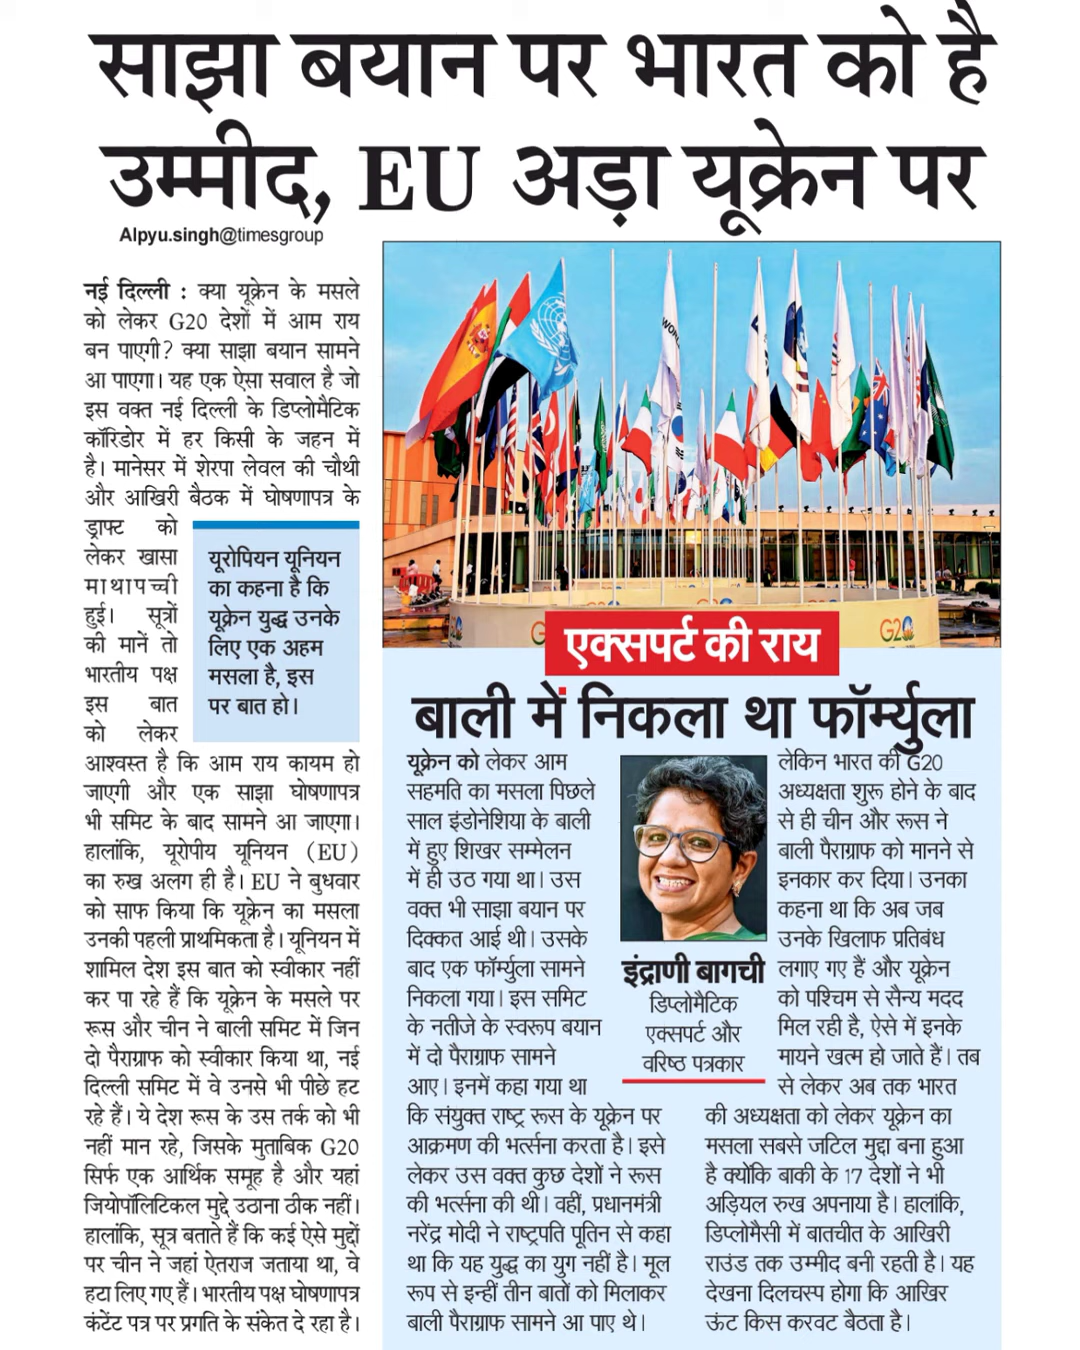 साझा बयान पर भारत को है
उम्मीद, EU अड़ा यूक्रेन पर
Alpyu.singh@timesgroup
नई दिल्ली : क्या यूक्रेन के मसले
को लेकर G20 देशों में आम राय
बन पाएगी? क्या साझा बयान सामने
आ पाएगा। यह एक ऐसा सवाल है जो
इस वक्त नई दिल्ली के डिप्लोमैटिक
कॉरिडोर में हर किसी के जहन में
है। मानेसर में शेरपा लेवल की चौथी
और आखिरी बैठक में घोषणापत्र के
ड्राफ्ट को
लेकर खासा
माथापच्ची
हुई। सूत्रों
की मानें तो
भारतीय पक्ष
इस बात
को लेकर
आश्वस्त है कि आम राय कायम हो
जाएगी और एक साझा घोषणापत्र
भी समिट के बाद सामने आ जाएगा।
हालांकि, यूरोपीय यूनियन (EU)
का रुख अलग ही है। EU ने बुधवार
को साफ किया कि यूक्रेन का मसला
उनकी पहली प्राथमिकता है। यूनियन में
शामिल देश इस बात को स्वीकार नहीं
कर पा रहे हैं कि यूक्रेन के मसले पर
रूस और चीन ने बाली समिट में जिन
दो पैराग्राफ को स्वीकार किया था, नई
दिल्ली समिट में वे उनसे भी पीछे हट
रहे हैं। ये देश रूस के उस तर्क को भी
नहीं मान रहे, जिसके मुताबिक G20
सिर्फ एक आर्थिक समूह है और यहां
जियोपॉलिटिकल मुद्दे उठाना ठीक नहीं।
हालांकि, सूत्र बताते हैं कि कई ऐसे मुद्दों
पर चीन ने जहां ऐतराज जताया था, वे
हटा लिए गए हैं। भारतीय पक्ष घोषणापत्र
कंटेंट पत्र पर प्रगति के संकेत दे रहा है।
यूरोपियन यूनियन
का कहना है कि
यूक्रेन युद्ध उनके
लिए एक अहम
मसला है, इस
पर बात हो।
WORL
G20
एक्सपर्ट की राय
बाली में निकला था फॉर्म्युला
यूक्रेन को लेकर आम
सहमति का मसला पिछले
साल इंडोनेशिया के बाली
में हुए शिखर सम्मेलन
में ही उठ गया था। उस
वक्त भी साझा बयान पर
दिक्कत आई थी। उसके
बाद एक फॉर्म्युला सामने
निकला गया। इस समिट
के नतीजे के स्वरूप बयान
में दो पैराग्राफ सामने
आए। इनमें कहा गया था
कि संयुक्त राष्ट्र रूस के यूक्रेन पर
आक्रमण की भर्त्सना करता है। इसे
लेकर उस वक्त कुछ देशों ने रूस
की भर्त्सना की थी। वहीं, प्रधानमंत्री
नरेंद्र मोदी ने राष्ट्रपति पूतिन से कहा
था कि यह युद्ध का युग नहीं है। मूल
रूप से इन्हीं तीन बातों को मिलाकर
बाली पैराग्राफ सामने आ पाए थे।
इंद्राणी बागची
डिप्लोमैटिक
एक्सपर्ट और
वरिष्ठ पत्रकार
लेकिन भारत की G20
अध्यक्षता शुरू होने के बाद
से ही चीन और रूस ने
बाली पैराग्राफ को मानने से
इनकार कर दिया। उनका
कहना था कि अब जब
उनके खिलाफ प्रतिबंध
लगाए गए हैं और यूक्रेन
को पश्चिम से सैन्य मदद
मिल रही है, ऐसे में इनके
मायने खत्म हो जाते हैं। तब
से लेकर अब तक भारत
की अध्यक्षता को लेकर यूक्रेन का
मसला सबसे जटिल मुद्दा बना हुआ
है क्योंकि बाकी के 17 देशों ने भी
अड़ियल रुख अपनाया है। हालांकि,
डिप्लोमैसी में बातचीत के आखिरी
राउंड तक उम्मीद बनी रहती है। यह
देखना दिलचस्प होगा कि आखिर
ऊंट किस करवट बैठता है।